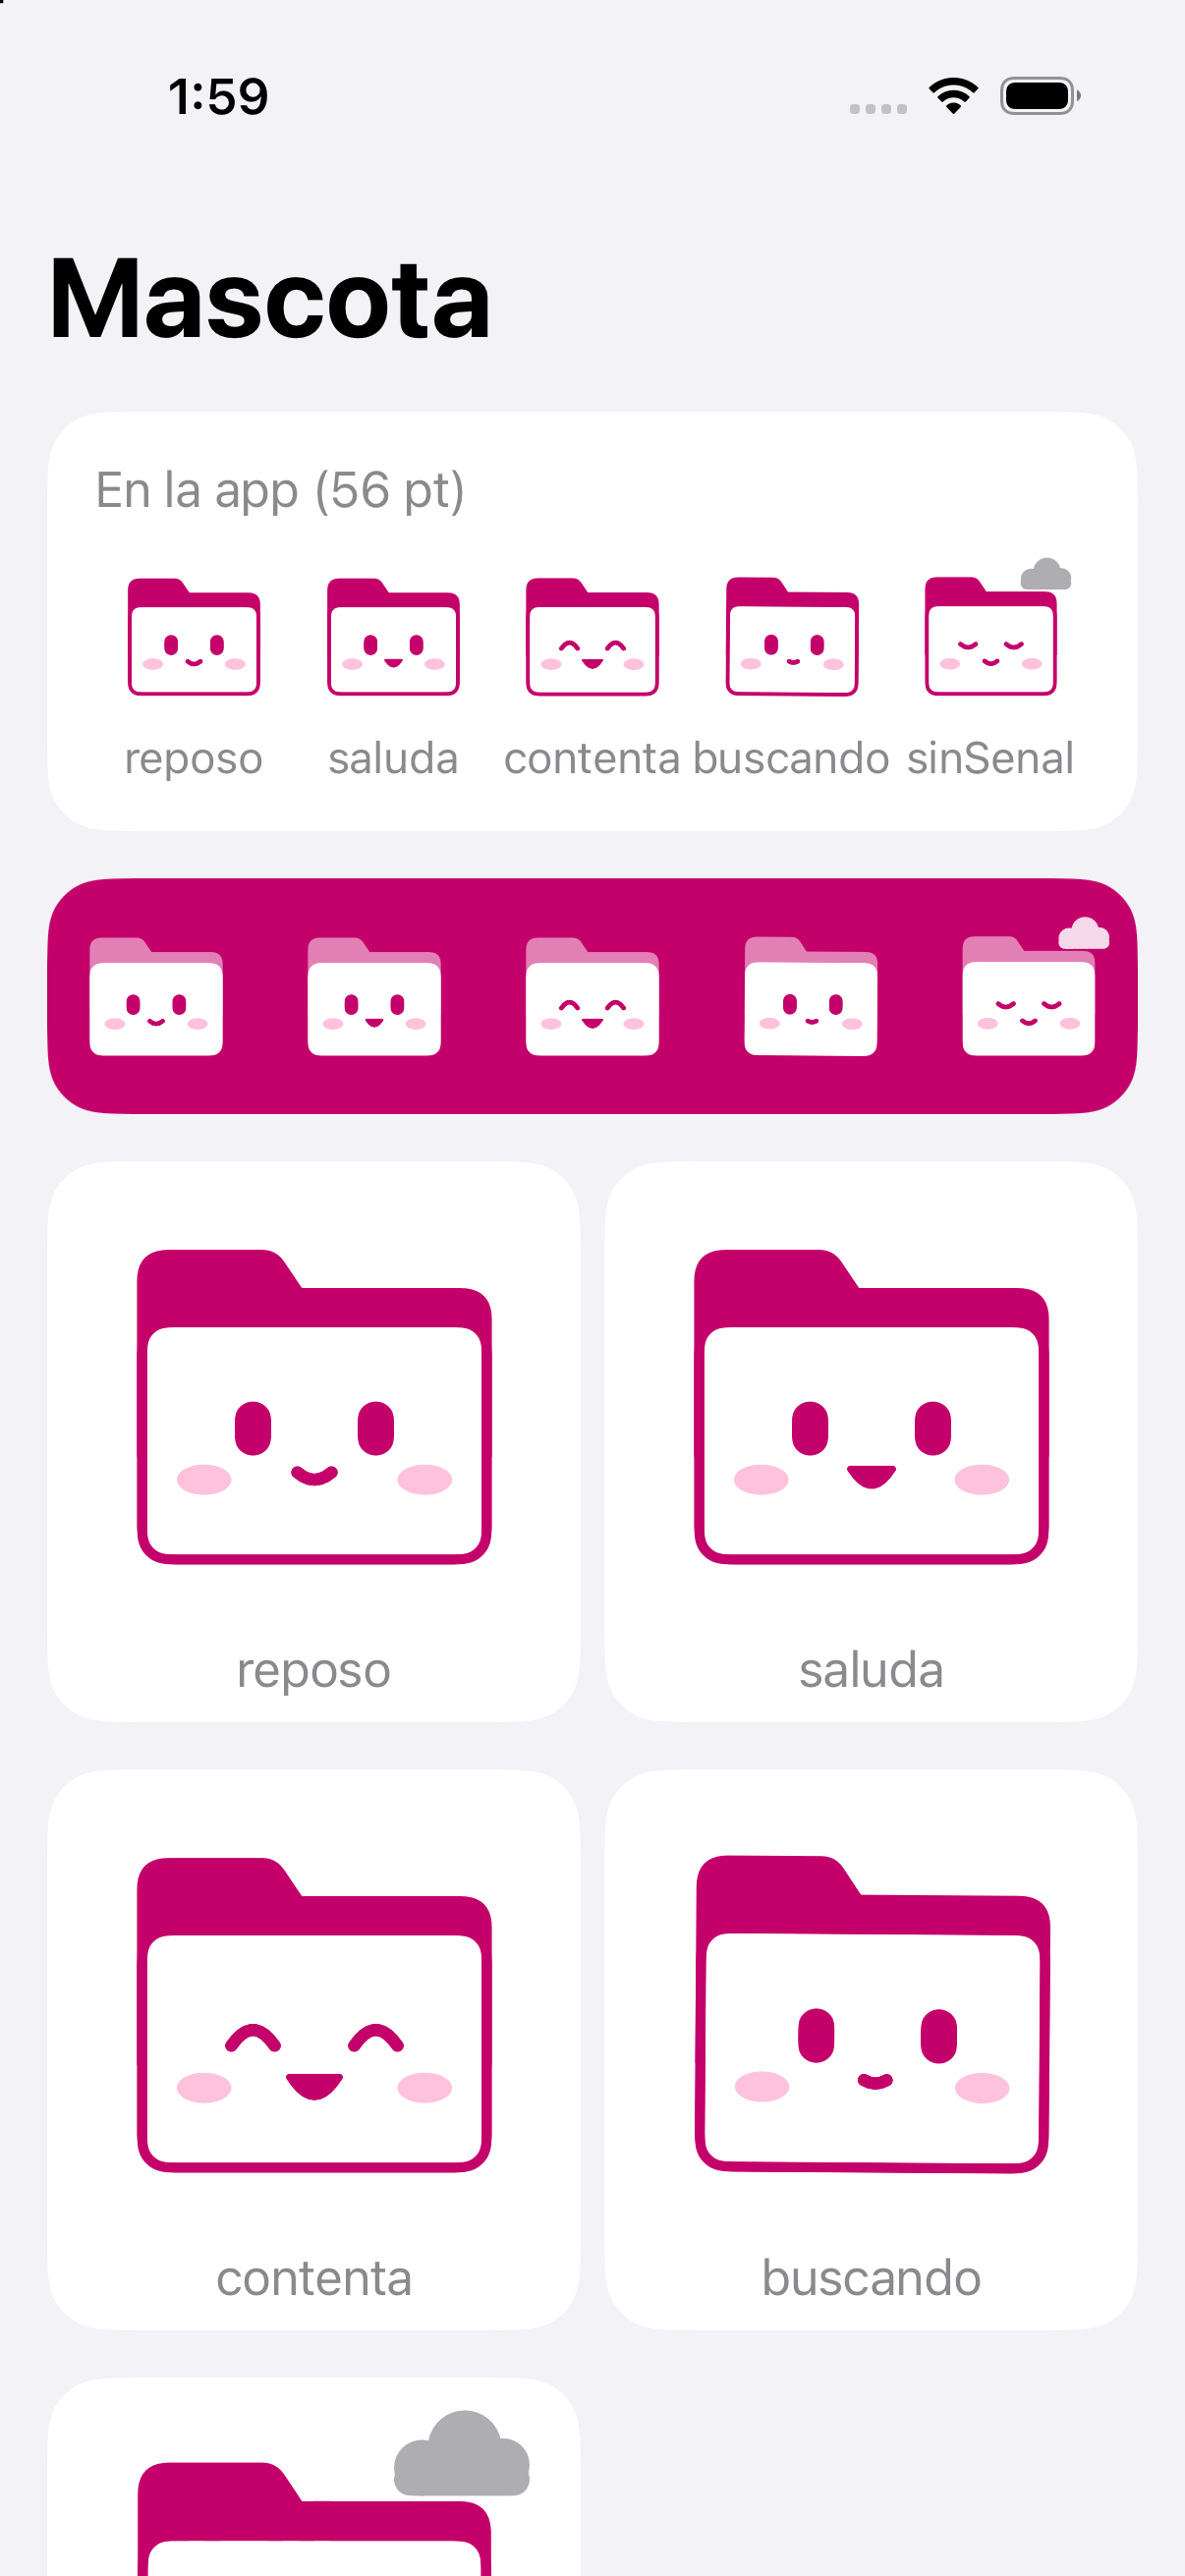 1:59
Mascota
En la app (56 pt)
reposo saluda contenta buscando sinSenal
reposo saluda
contenta buscando